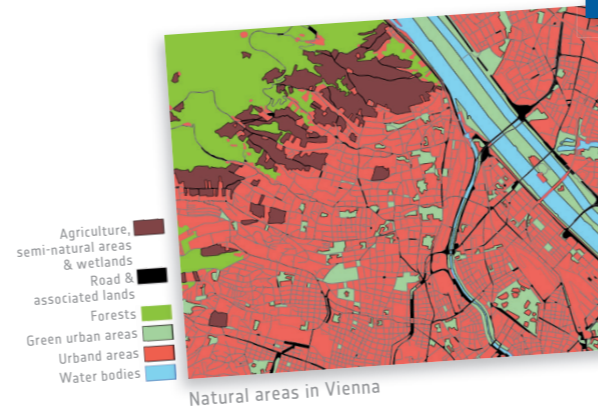 Agriculture,
semi-natural areas
& wetlands
Road &
associated lands
Forests
Green urban areas
Urband areas
Water bodies
Natural areas in Vienna